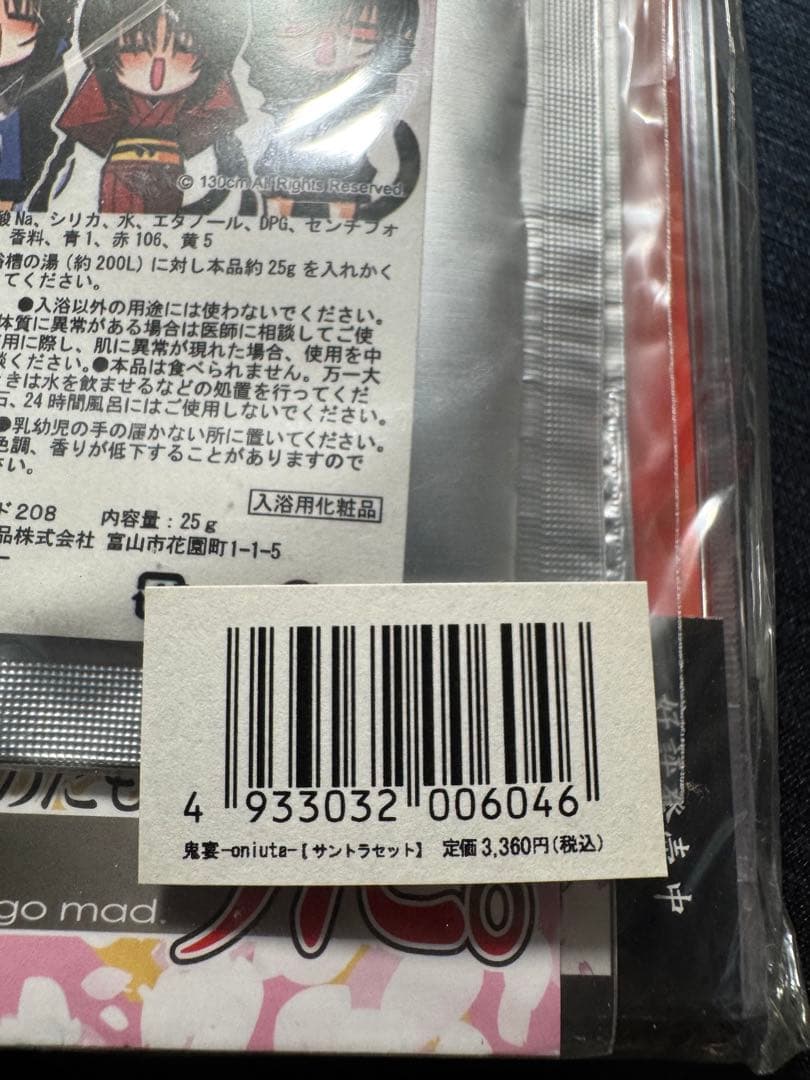 © 130cm All Rights Reserved.
酸Na、シリカ、水、エタノール、DPG、センチフォ
香料、青1、赤106、黄5
浴槽の湯(約200L)に対し本品約25gを入れかく
てください。
●入浴以外の用途には使わないでください。
体質に異常がある場合は医師に相談してご使
用に際し、肌に異常が現れた場合、使用を中
談ください。●本品は食べられません。万一大
ときは水を飲ませるなどの処置を行ってくだ
石、24時間風呂にはご使用しないでください。
●乳幼児の手の届かない所に置いてください。
色調、香りが低下することがありますので
さい。
入浴用化粧品
ド208 内容量:25g
品株式会社 富山市花園町1-1-5
4 933032 006046
鬼宴-oniuta-[サントラセット] 定価3,360円(税込)
りにも
go mad.